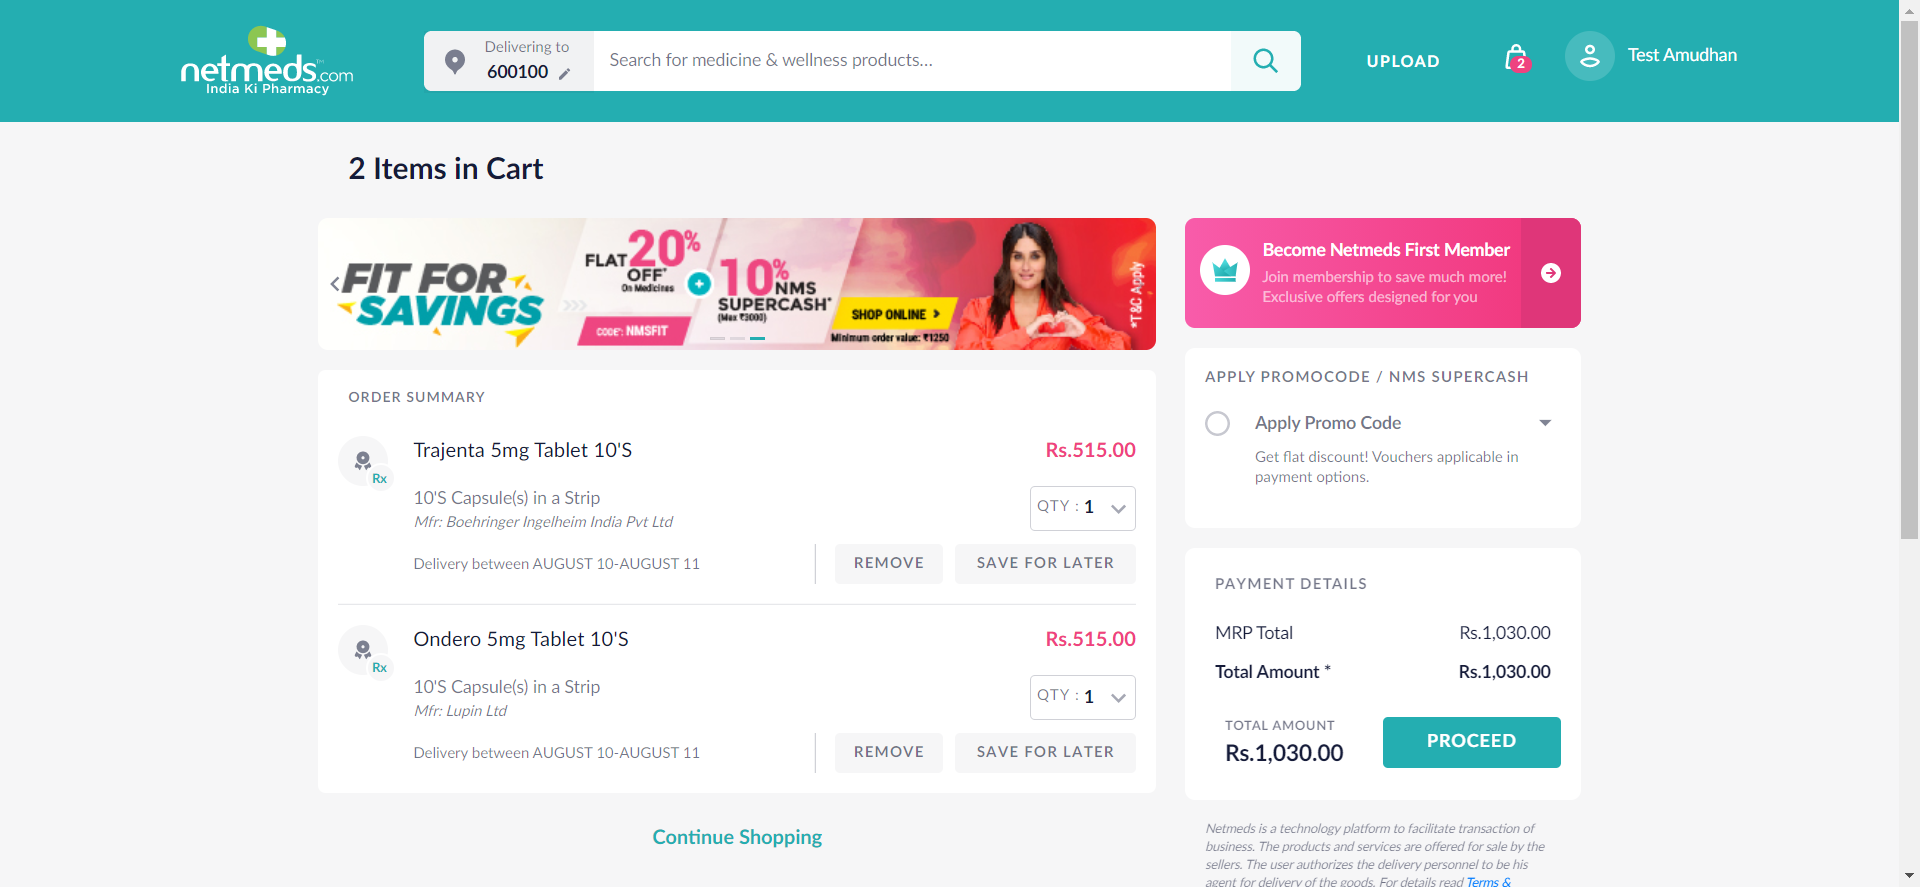 netmeds.com
India Ki Pharmacy
Delivering to
600100
Search for medicine & wellness products...
UPLOAD
2
Test Amudhan
2 Items in Cart
FIT FOR
SAVINGS
FLAT 20%
OFF*
On Medicines
CODE*: NMSFIT
+
10%
NMS
SUPERCASH*
(Max ₹3000)
SHOP ONLINE >
Minimum order value: ₹1250
*T&C Apply
Become Netmeds First Member
Join membership to save much more!
Exclusive offers designed for you
APPLY PROMOCODE / NMS SUPERCASH
Apply Promo Code
Get flat discount! Vouchers applicable in
payment options.
ORDER SUMMARY
Rx
Trajenta 5mg Tablet 10'S
Rs.515.00
10'S Capsule(s) in a Strip
Mfr: Boehringer Ingelheim India Pvt Ltd
QTY : 1
Delivery between AUGUST 10-AUGUST 11
REMOVE
SAVE FOR LATER
Rx
Ondero 5mg Tablet 10'S
Rs.515.00
10'S Capsule(s) in a Strip
Mfr: Lupin Ltd
QTY : 1
Delivery between AUGUST 10-AUGUST 11
REMOVE
SAVE FOR LATER
Continue Shopping
PAYMENT DETAILS
MRP Total Rs.1,030.00
Total Amount * Rs.1,030.00
TOTAL AMOUNT
Rs.1,030.00
PROCEED
Netmeds is a technology platform to facilitate transaction of
business. The products and services are offered for sale by the
sellers. The user authorizes the delivery personnel to be his
agent for delivery of the goods. For details read Terms &